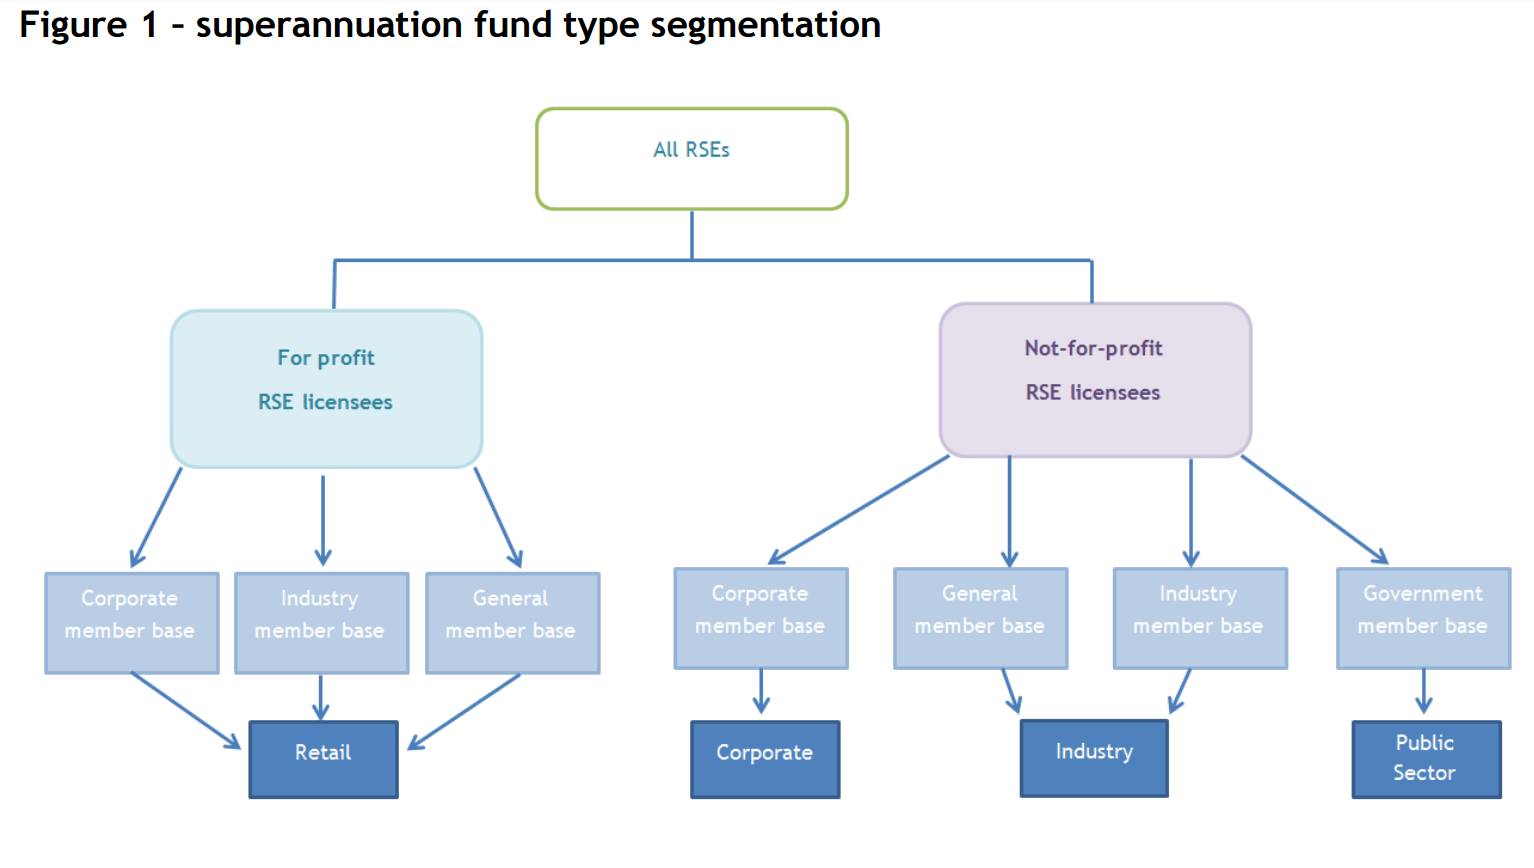 Figure 1 – superannuation fund type segmentation
All RSEs
For profit
RSE licensees
Not-for-profit
RSE licensees
Corporate
member base
Industry
member base
General
member base
Corporate
member base
General
member base
Industry
member base
Government
member base
Retail
Corporate
Industry
Public
Sector